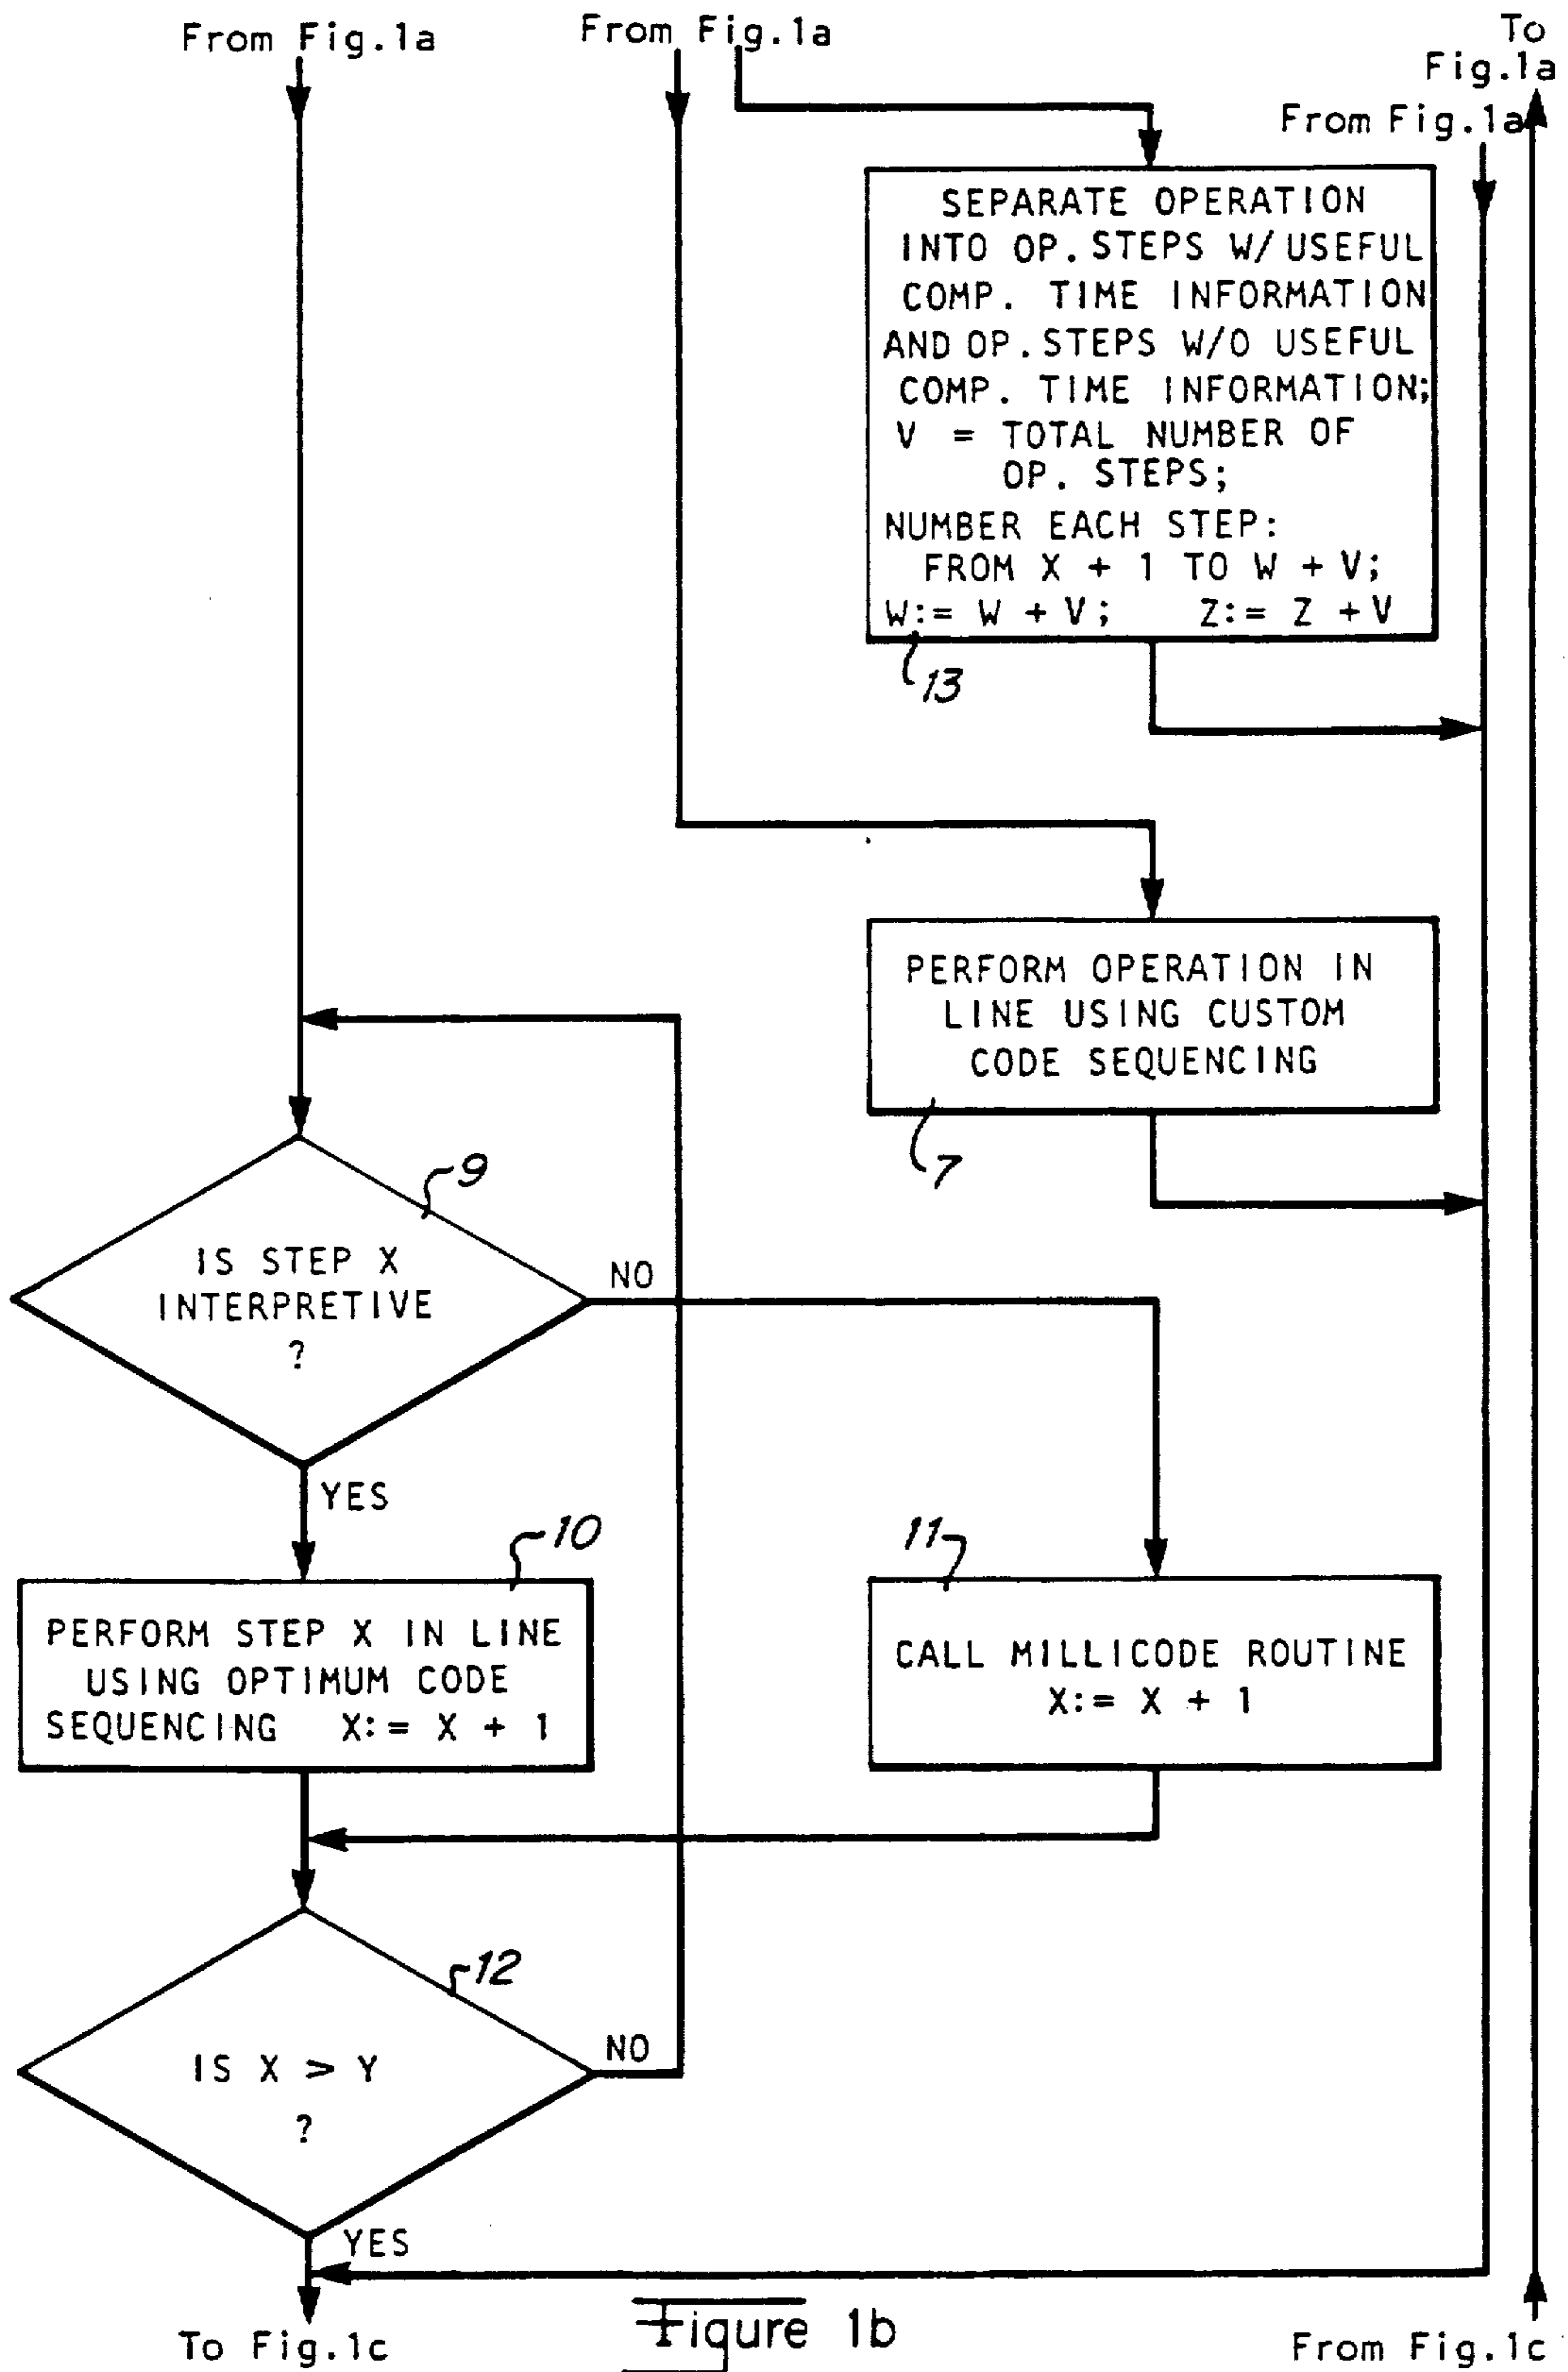 From Fig.1a
From Fig.1a
To
Fig.1a
From Fig.1a
SEPARATE OPERATION
INTO OP. STEPS W/ USEFUL
COMP. TIME INFORMATION
AND OP. STEPS W/O USEFUL
COMP. TIME INFORMATION;
V = TOTAL NUMBER OF
OP. STEPS;
NUMBER EACH STEP:
FROM X + 1 TO W + V;
W:= W + V; Z:= Z + V
13
PERFORM OPERATION IN
LINE USING CUSTOM
CODE SEQUENCING
7
9
IS STEP X
INTERPRETIVE
?
NO
YES
10
PERFORM STEP X IN LINE
USING OPTIMUM CODE
SEQUENCING X:= X + 1
11
CALL MILLICODE ROUTINE
X:= X + 1
12
IS X > Y
?
NO
YES
To Fig.1c
Figure 1b
From Fig.1c